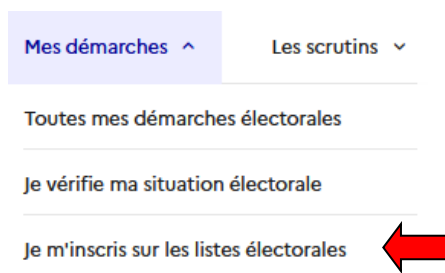 Mes démarches Les scrutins
Toutes mes démarches électorales
Je vérifie ma situation électorale
Je m'inscris sur les listes électorales